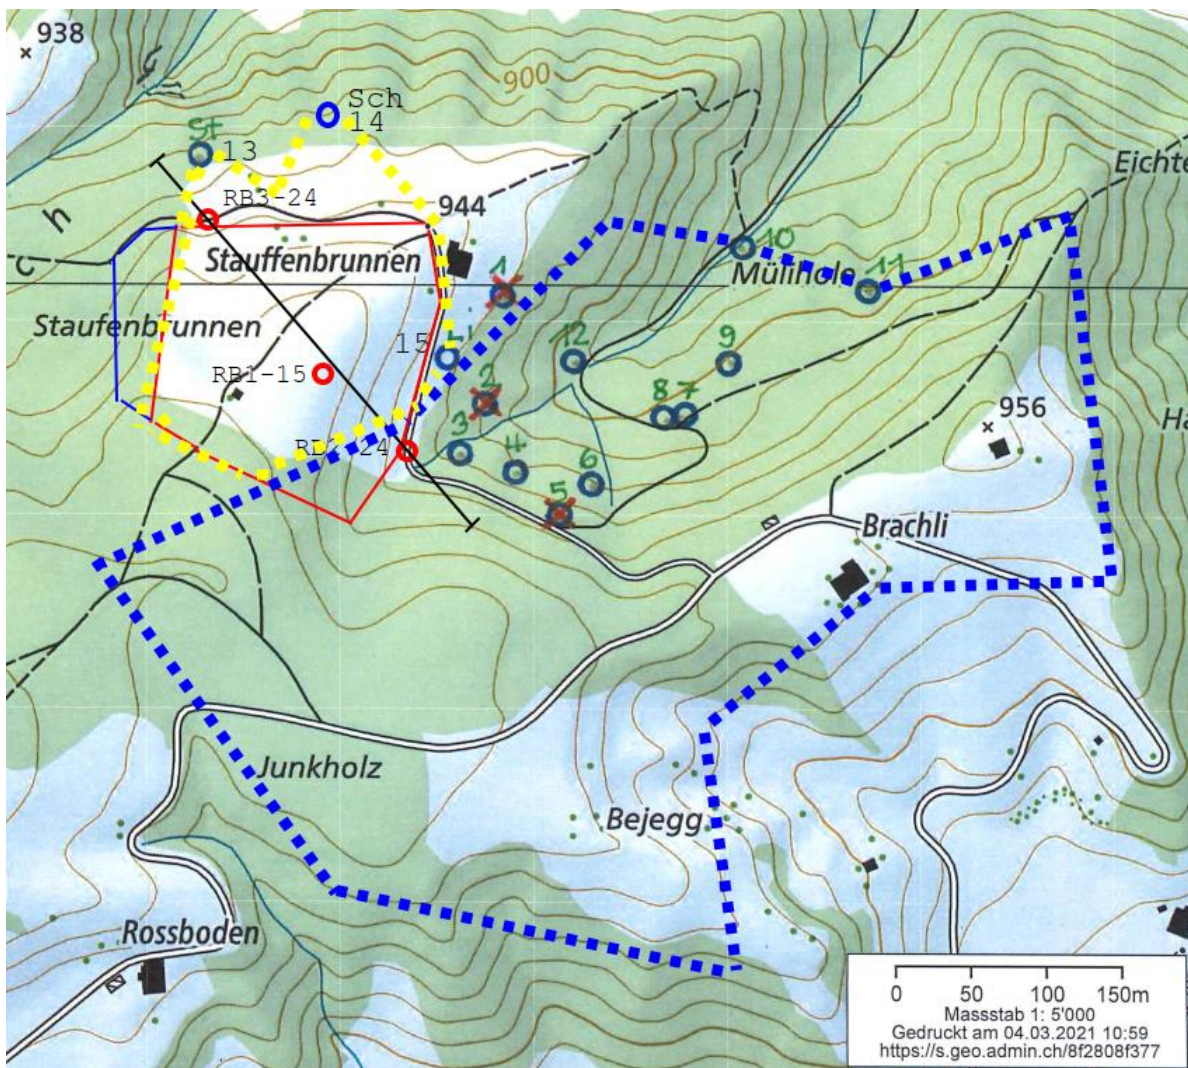 938
900
Sch
14
St
13
RB3-24
944
Eichte
c h
Stauffenbrunnen
10
Mülihole
11
1
Staufenbrunnen
15
12
9
RB1-15
2
8 7
956
Ha
3
4
6
5
Brachli
Junkholz
Bejegg
Rossboden
0 50 100 150m
Massstab 1: 5'000
Gedruckt am 04.03.2021 10:59
https://s.geo.admin.ch/8f2808f377